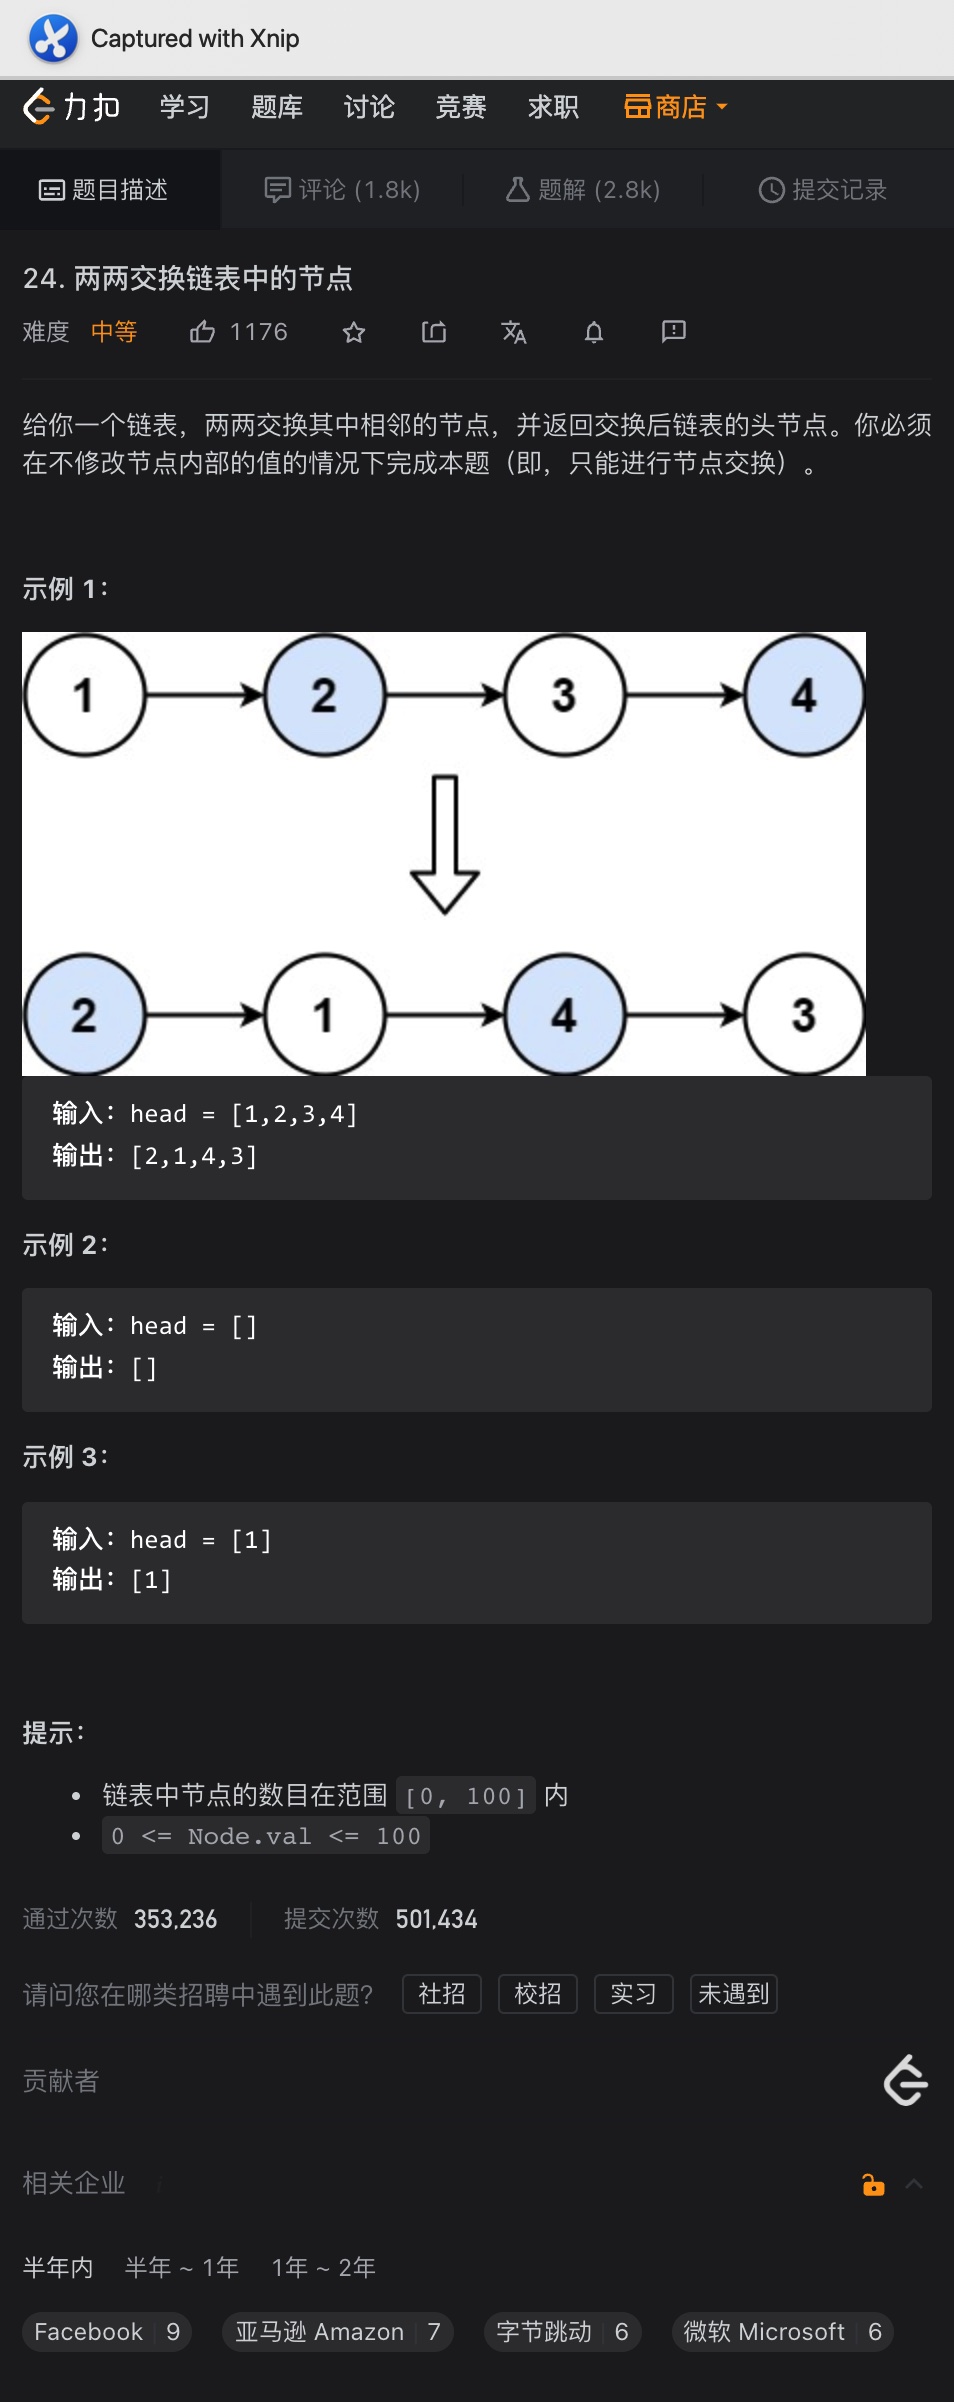 Captured with Xnip
力扣 学习 题库 讨论 竞赛 求职 商店
题目描述 评论 (1.8k) 题解 (2.8k) 提交记录
24. 两两交换链表中的节点
难度 中等 1176
给你一个链表，两两交换其中相邻的节点，并返回交换后链表的头节点。你必须
在不修改节点内部的值的情况下完成本题（即，只能进行节点交换）。
示例 1：
1 2 3 4
2 1 4 3
输入：head = [1,2,3,4]
输出：[2,1,4,3]
示例 2：
输入：head = []
输出：[]
示例 3：
输入：head = [1]
输出：[1]
提示：
• 链表中节点的数目在范围 [0, 100] 内
• 0 <= Node.val <= 100
通过次数 353,236 提交次数 501,434
请问您在哪类招聘中遇到此题？ 社招 校招 实习 未遇到
贡献者
相关企业
半年内 半年 ~ 1年 1年 ~ 2年
Facebook 9 亚马逊 Amazon 7 字节跳动 6 微软 Microsoft 6